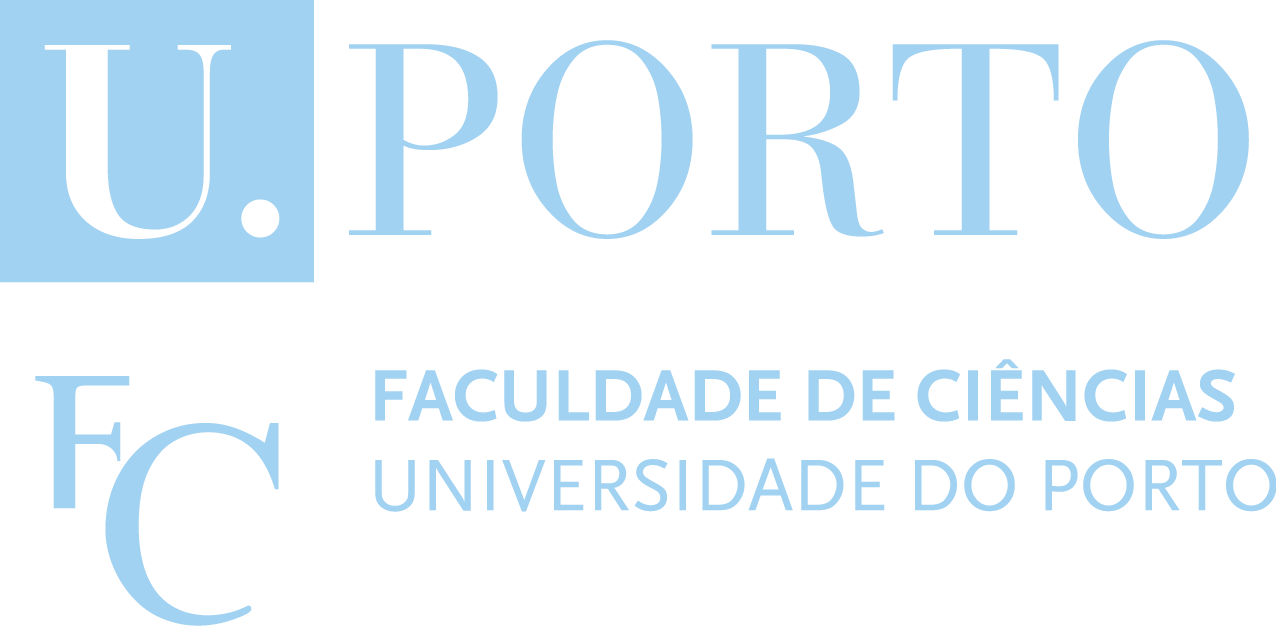 U. PORTO
FC
FACULDADE DE CIÊNCIAS
UNIVERSIDADE DO PORTO